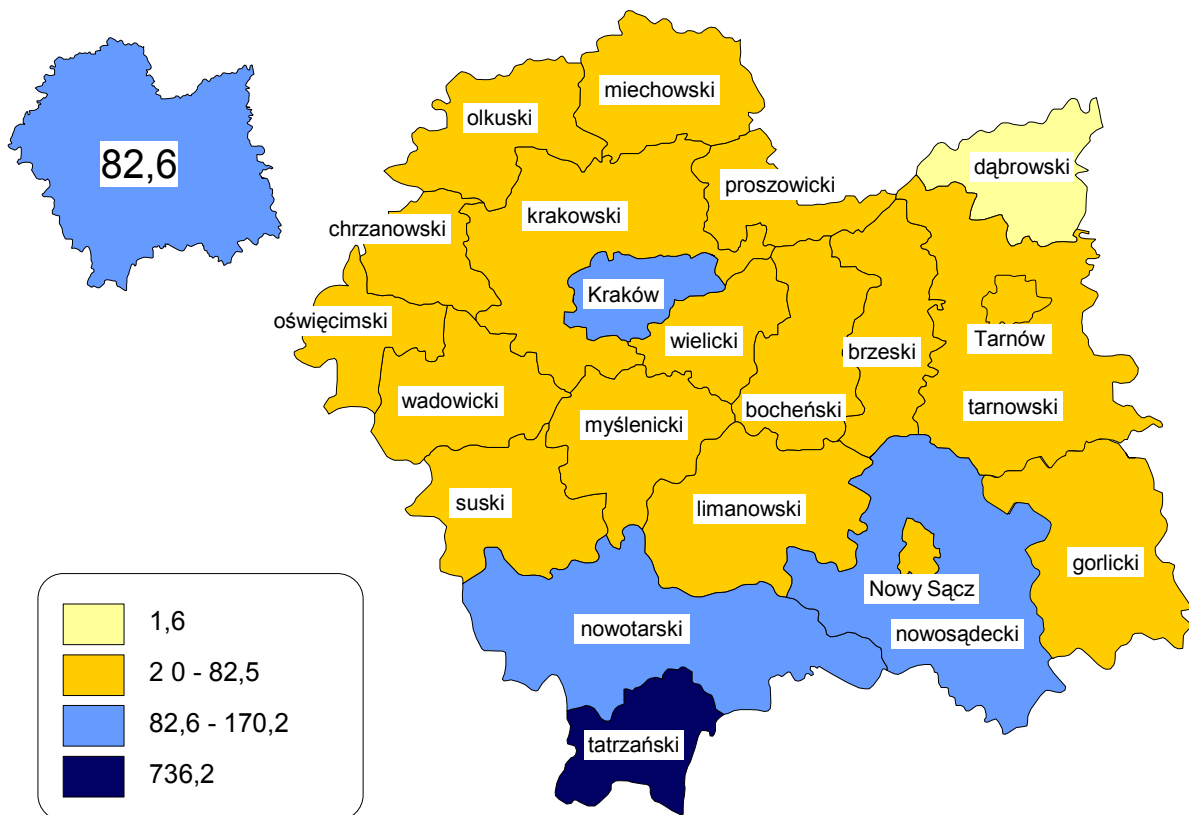 miechowski
olkuski
82,6
dąbrowski
proszowicki
krakowski
chrzanowski
Kraków
oświęcimski
wielicki
brzeski
Tarnów
wadowicki
bocheński
tarnowski
myślenicki
suski
limanowski
gorlicki
Nowy Sącz
nowotarski
nowosądecki
tatrzański
1,6
2 0 - 82,5
82,6 - 170,2
736,2